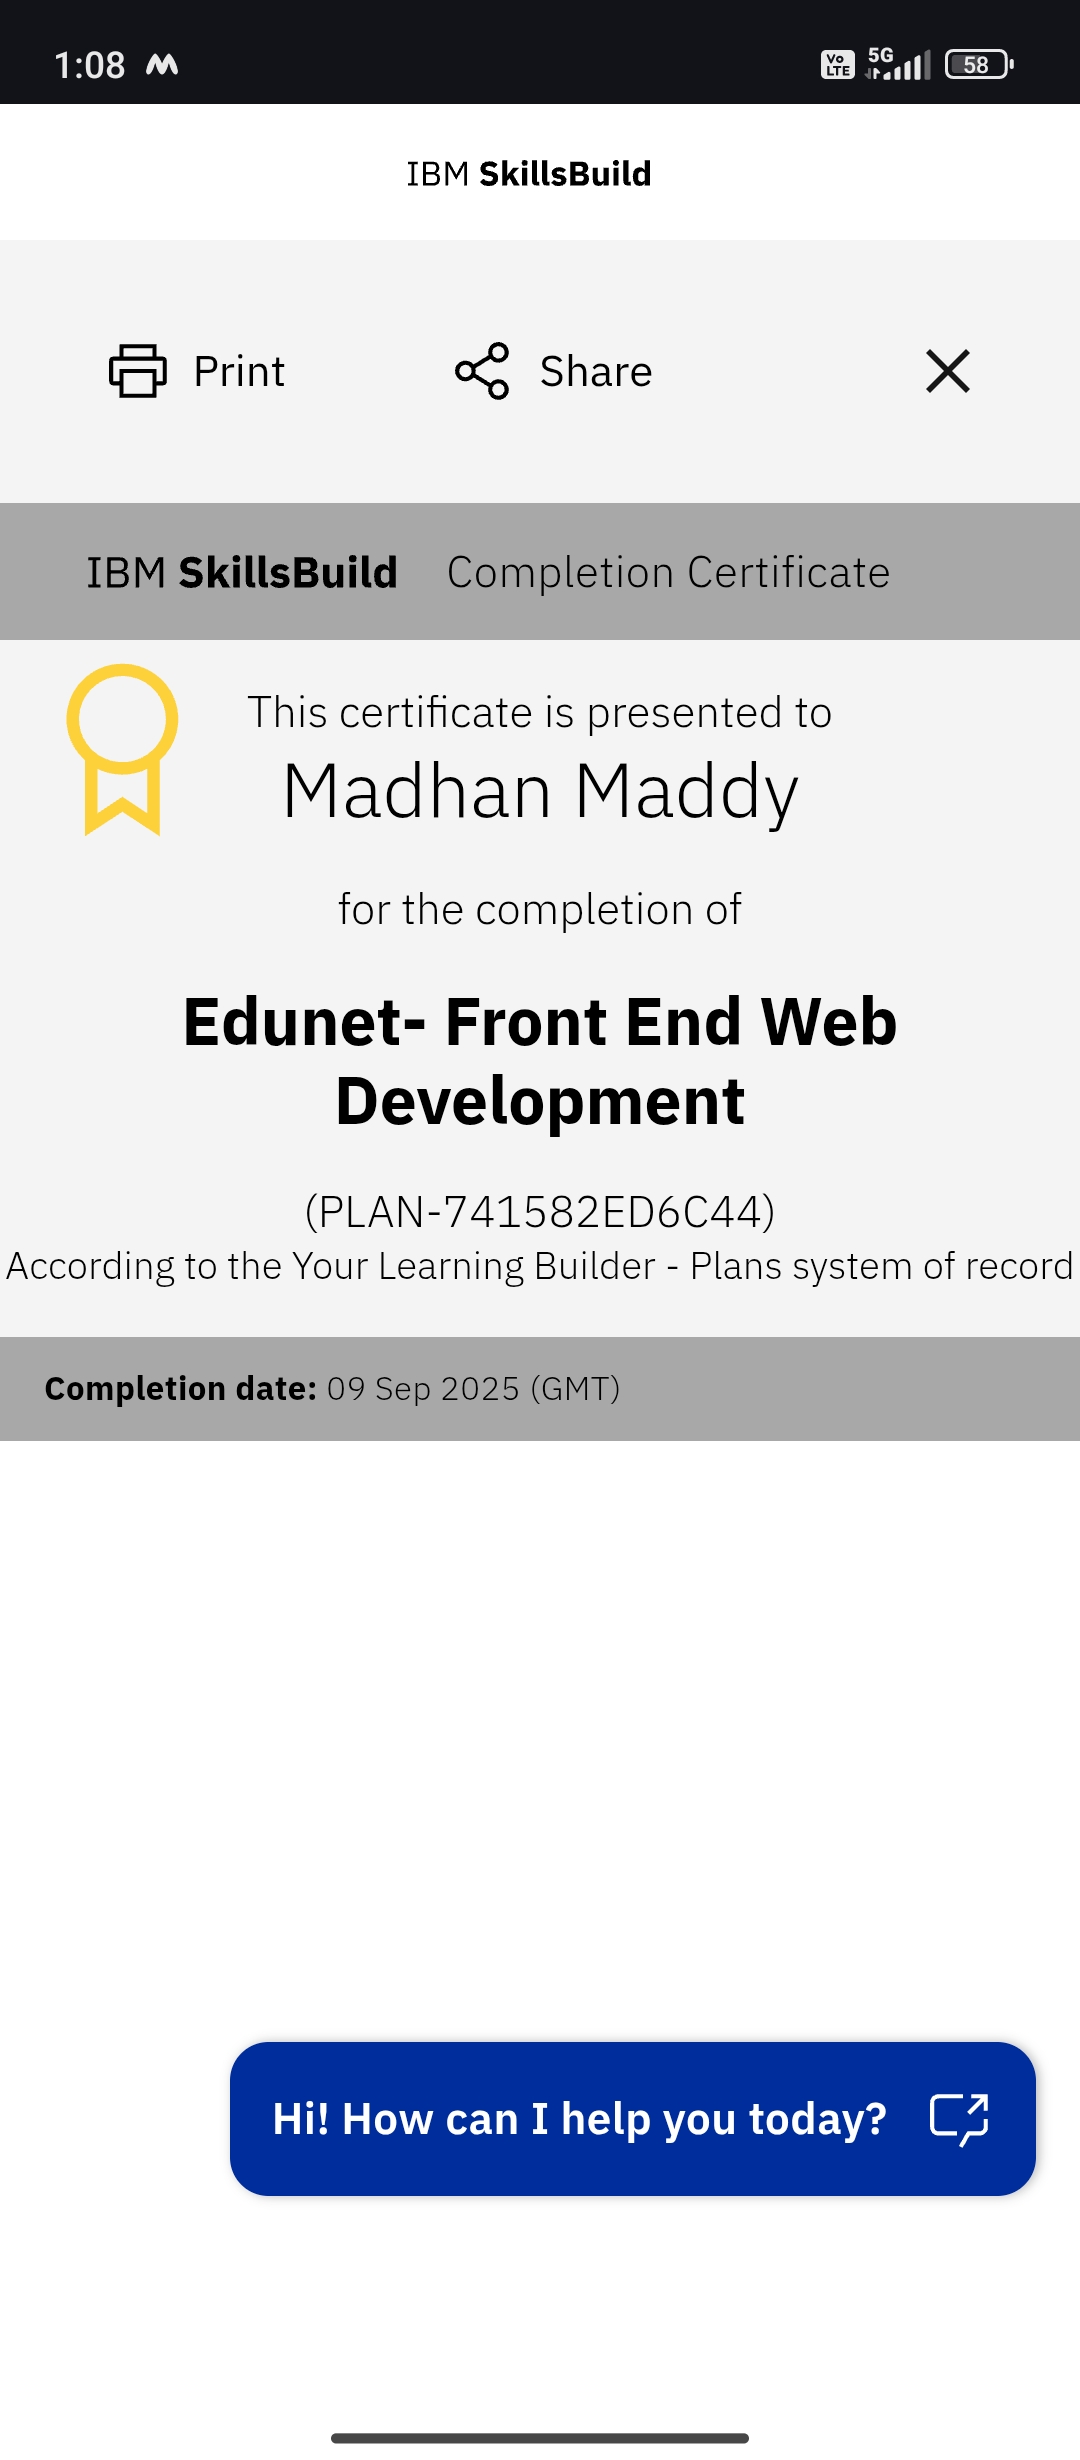 1:08
Vo LTE 5G 58
IBM SkillsBuild
Print Share
IBM SkillsBuild Completion Certificate
This certificate is presented to
Madhan Maddy
for the completion of
Edunet- Front End Web
Development
(PLAN-741582ED6C44)
According to the Your Learning Builder - Plans system of record
Completion date: 09 Sep 2025 (GMT)
Hi! How can I help you today?